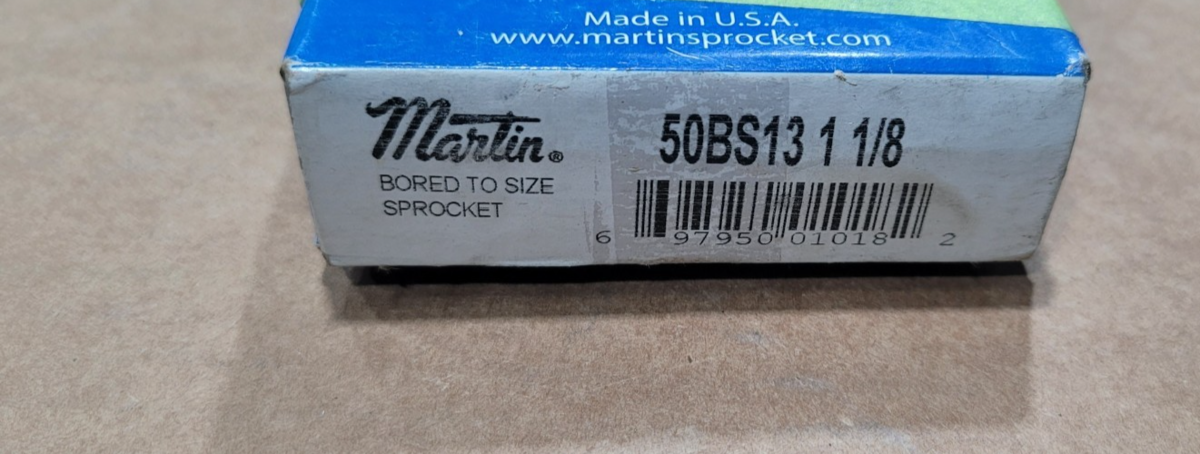 Made in U.S.A.
www.martinsprocket.com
Martin®
BORED TO SIZE
SPROCKET
50BS13 1 1/8
6 97950 01018 2